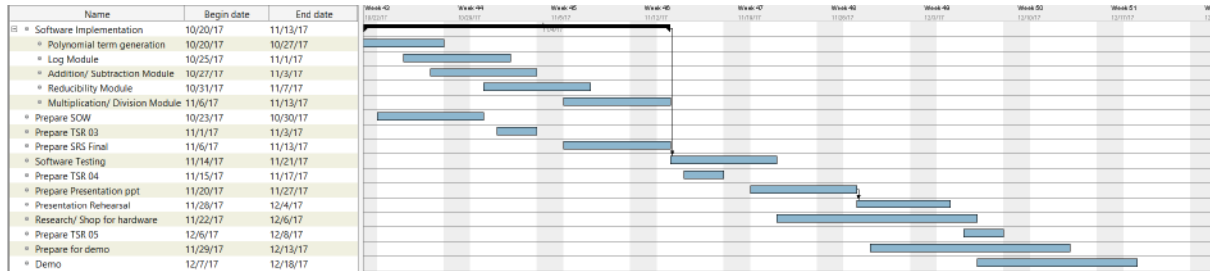 Name Begin date End date
Week 43 Week 44 Week 45 Week 46 Week 47 Week 48 Week 49 Week 50 Week 51
Software Implementation 10/20/17 11/13/17
Polynomial term generation 10/20/17 10/27/17
Log Module 10/25/17 11/1/17
Addition/ Subtraction Module 10/27/17 11/3/17
Reducibility Module 10/31/17 11/7/17
Multiplication/ Division Module 11/6/17 11/13/17
Prepare SOW 10/23/17 10/30/17
Prepare TSR 03 11/1/17 11/3/17
Prepare SRS Final 11/6/17 11/13/17
Software Testing 11/14/17 11/21/17
Prepare TSR 04 11/15/17 11/17/17
Prepare Presentation ppt 11/20/17 11/27/17
Presentation Rehearsal 11/28/17 12/4/17
Research/ Shop for hardware 11/22/17 12/6/17
Prepare TSR 05 12/6/17 12/8/17
Prepare for demo 11/29/17 12/13/17
Demo 12/7/17 12/18/17